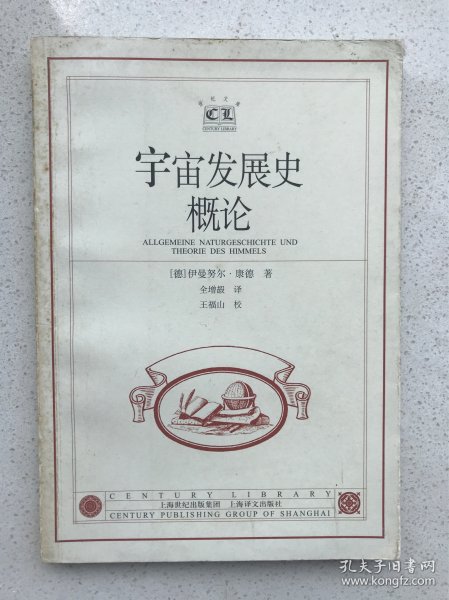 世纪文库
CL
CENTURY LIBRARY
宇宙发展史
概论
ALLGEMEINE NATURGESCHICHTE UND
THEORIE DES HIMMELS
［德］伊曼努尔·康德 著
全增嘏 译
王福山 校
CENTURY LIBRARY
上海世纪出版集团 上海译文出版社
CENTURY PUBLISHING GROUP OF SHANGHAI
孔夫子旧书网
www.kongfz.com